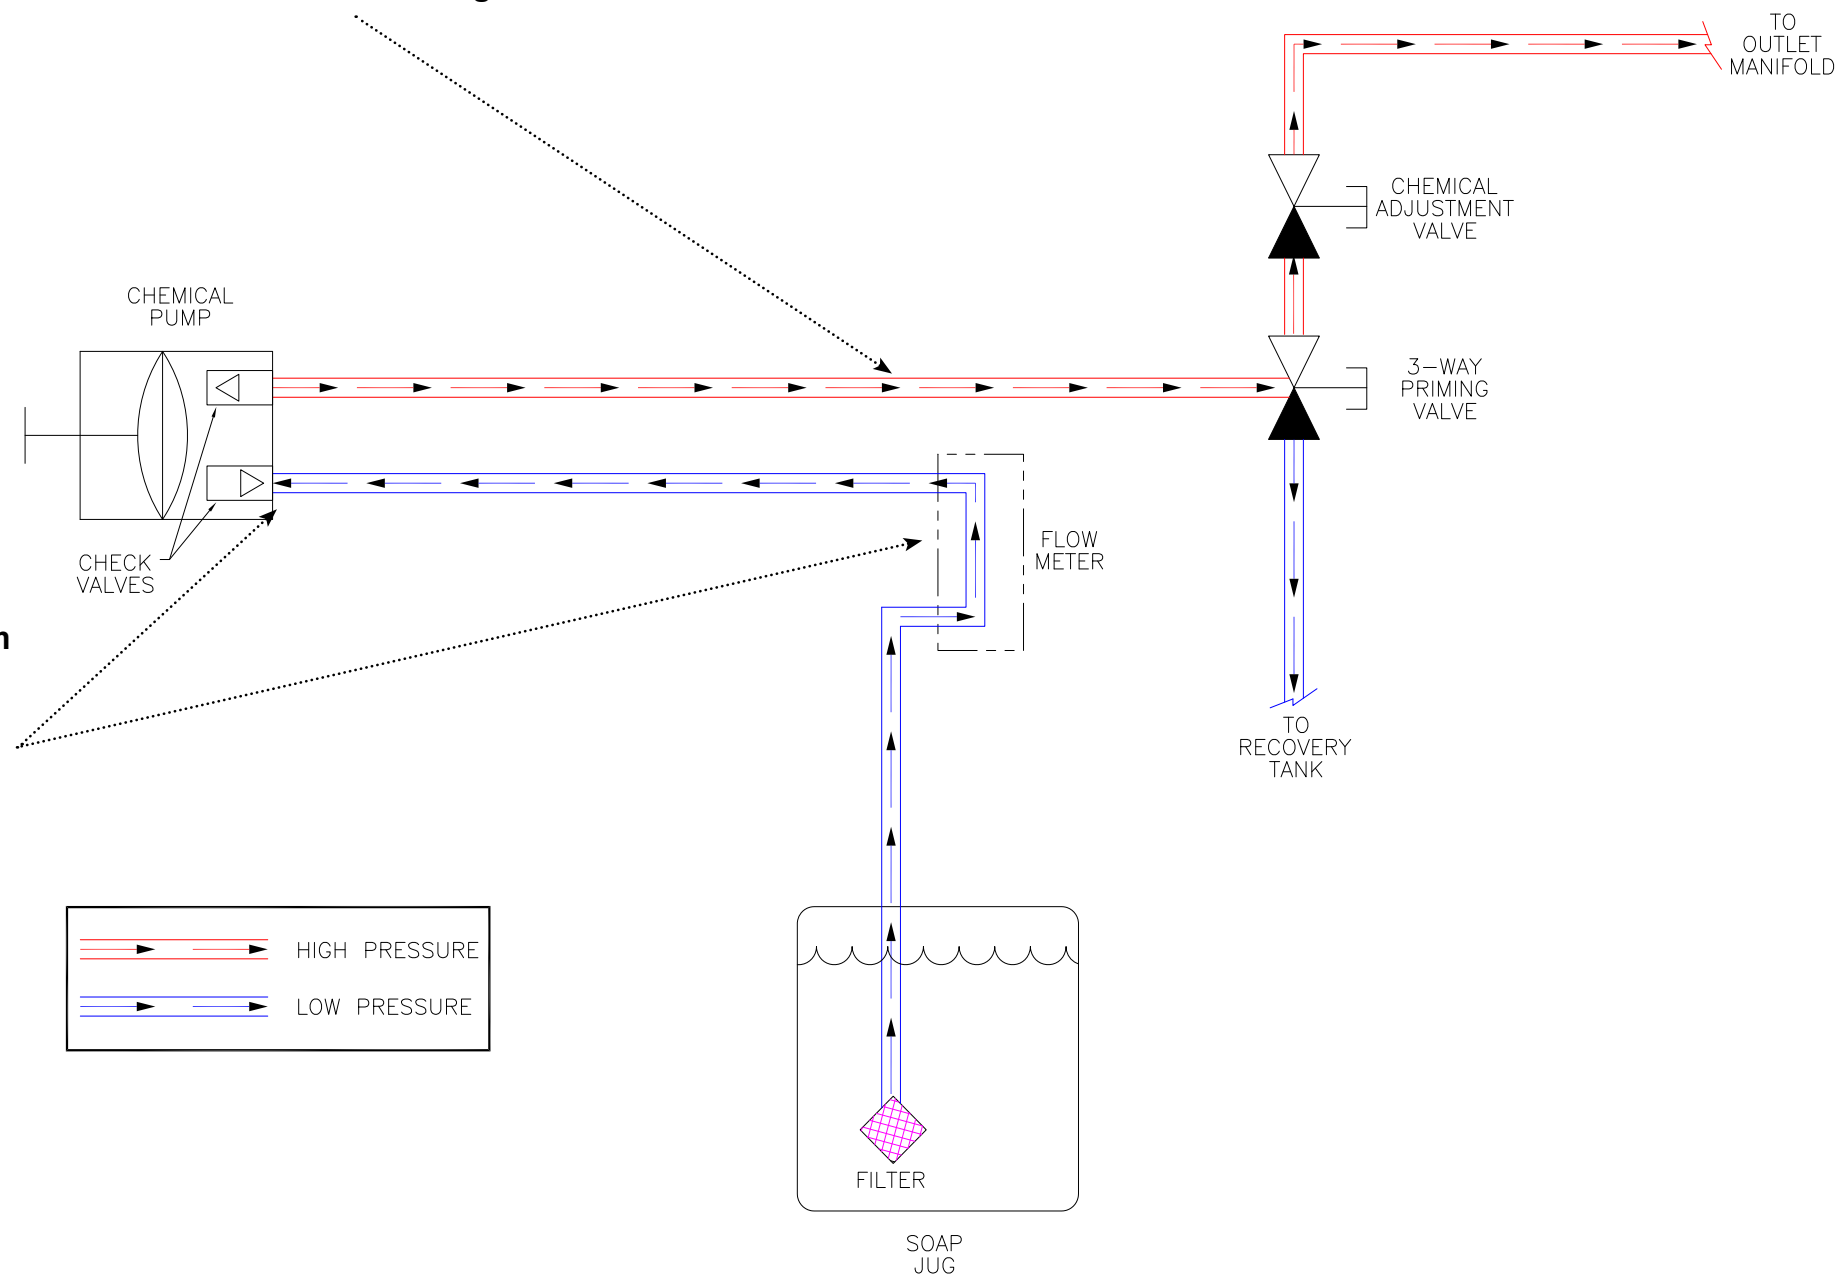 TO
OUTLET
MANIFOLD
CHEMICAL
ADJUSTMENT
VALVE
CHEMICAL
PUMP
3-WAY
PRIMING
VALVE
FLOW
METER
CHECK
VALVES
TO
RECOVERY
TANK
HIGH PRESSURE
LOW PRESSURE
FILTER
SOAP
JUG